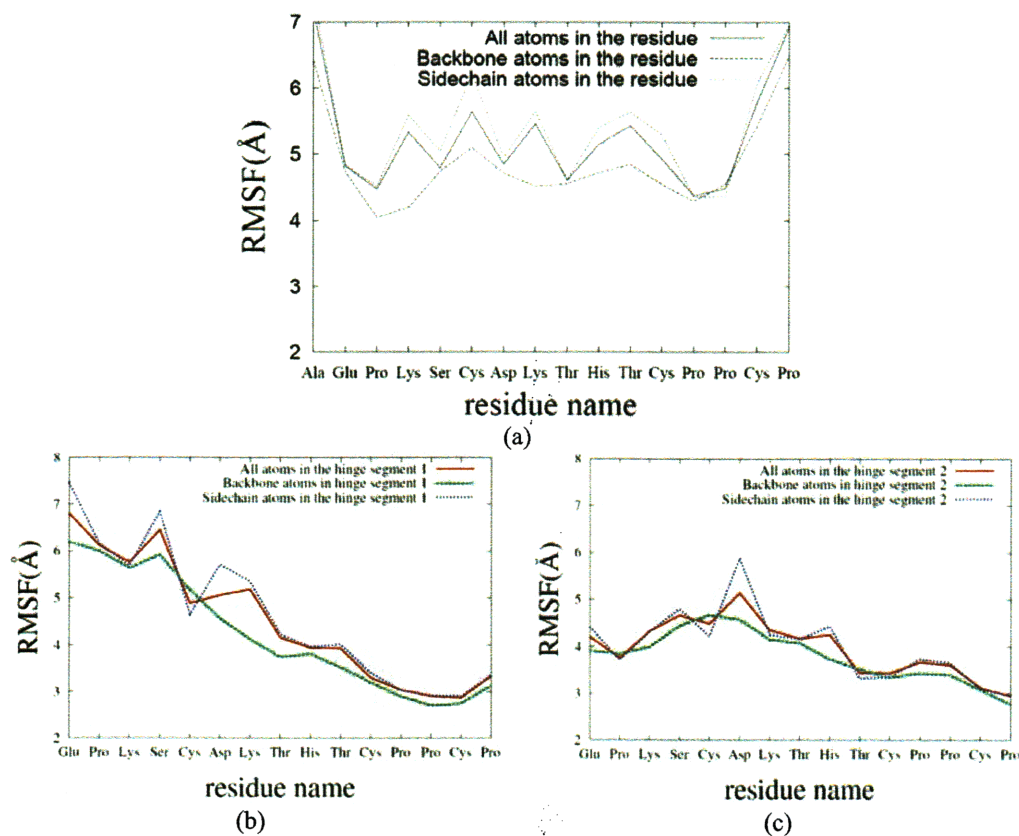 7
6
5
4
3
2
RMSF(Å)
All atoms in the residue
Backbone atoms in the residue
Sidechain atoms in the residue
Ala Glu Pro Lys Ser Cys Asp Lys Thr His Thr Cys Pro Pro Cys Pro
residue name
(a)
8
7
6
5
4
3
2
RMSF(Å)
All atoms in the hinge segment 1
Backbone atoms in hinge segment 1
Sidechain atoms in the hinge segment 1
Glu Pro Lys Ser Cys Asp Lys Thr His Thr Cys Pro Pro Cys Pro
residue name
(b)
8
7
6
5
4
3
2
RMSF(Å)
All atoms in the hinge segment 2
Backbone atoms in hinge segment 2
Sidechain atoms in the hinge segment 2
Glu Pro Lys Ser Cys Asp Lys Thr His Thr Cys Pro Pro Cys Pro
residue name
(c)